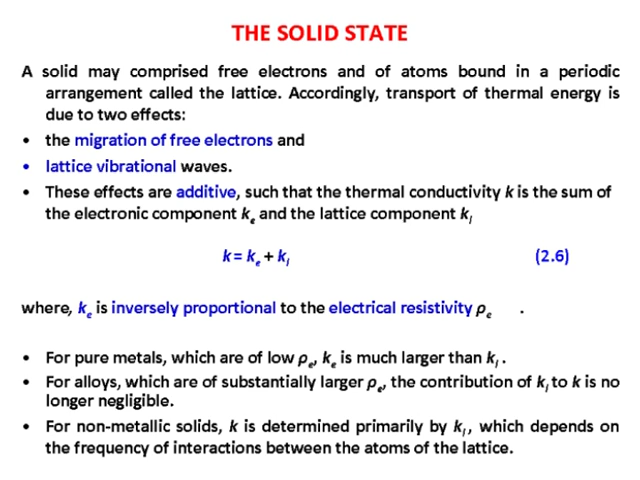 THE SOLID STATE
A solid may comprised free electrons and of atoms bound in a periodic
arrangement called the lattice. Accordingly, transport of thermal energy is
due to two effects:
• the migration of free electrons and
• lattice vibrational waves.
• These effects are additive, such that the thermal conductivity k is the sum of
the electronic component kₑ and the lattice component kₗ
k = kₑ + kₗ (2.6)
where, kₑ is inversely proportional to the electrical resistivity ρₑ .
• For pure metals, which are of low ρₑ, kₑ is much larger than kₗ .
• For alloys, which are of substantially larger ρₑ, the contribution of kₗ to k is no
longer negligible.
• For non-metallic solids, k is determined primarily by kₗ, which depends on
the frequency of interactions between the atoms of the lattice.